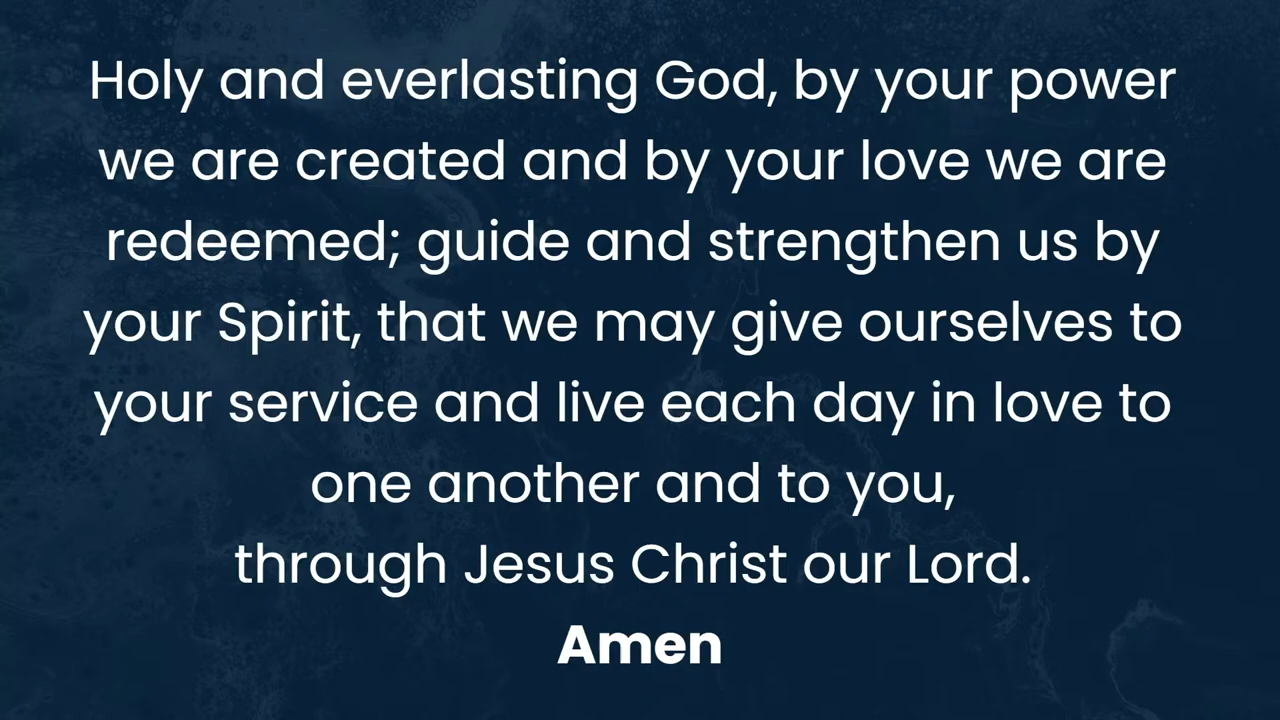 Holy and everlasting God, by your power
we are created and by your love we are
redeemed; guide and strengthen us by
your Spirit, that we may give ourselves to
your service and live each day in love to
one another and to you,
through Jesus Christ our Lord.
Amen